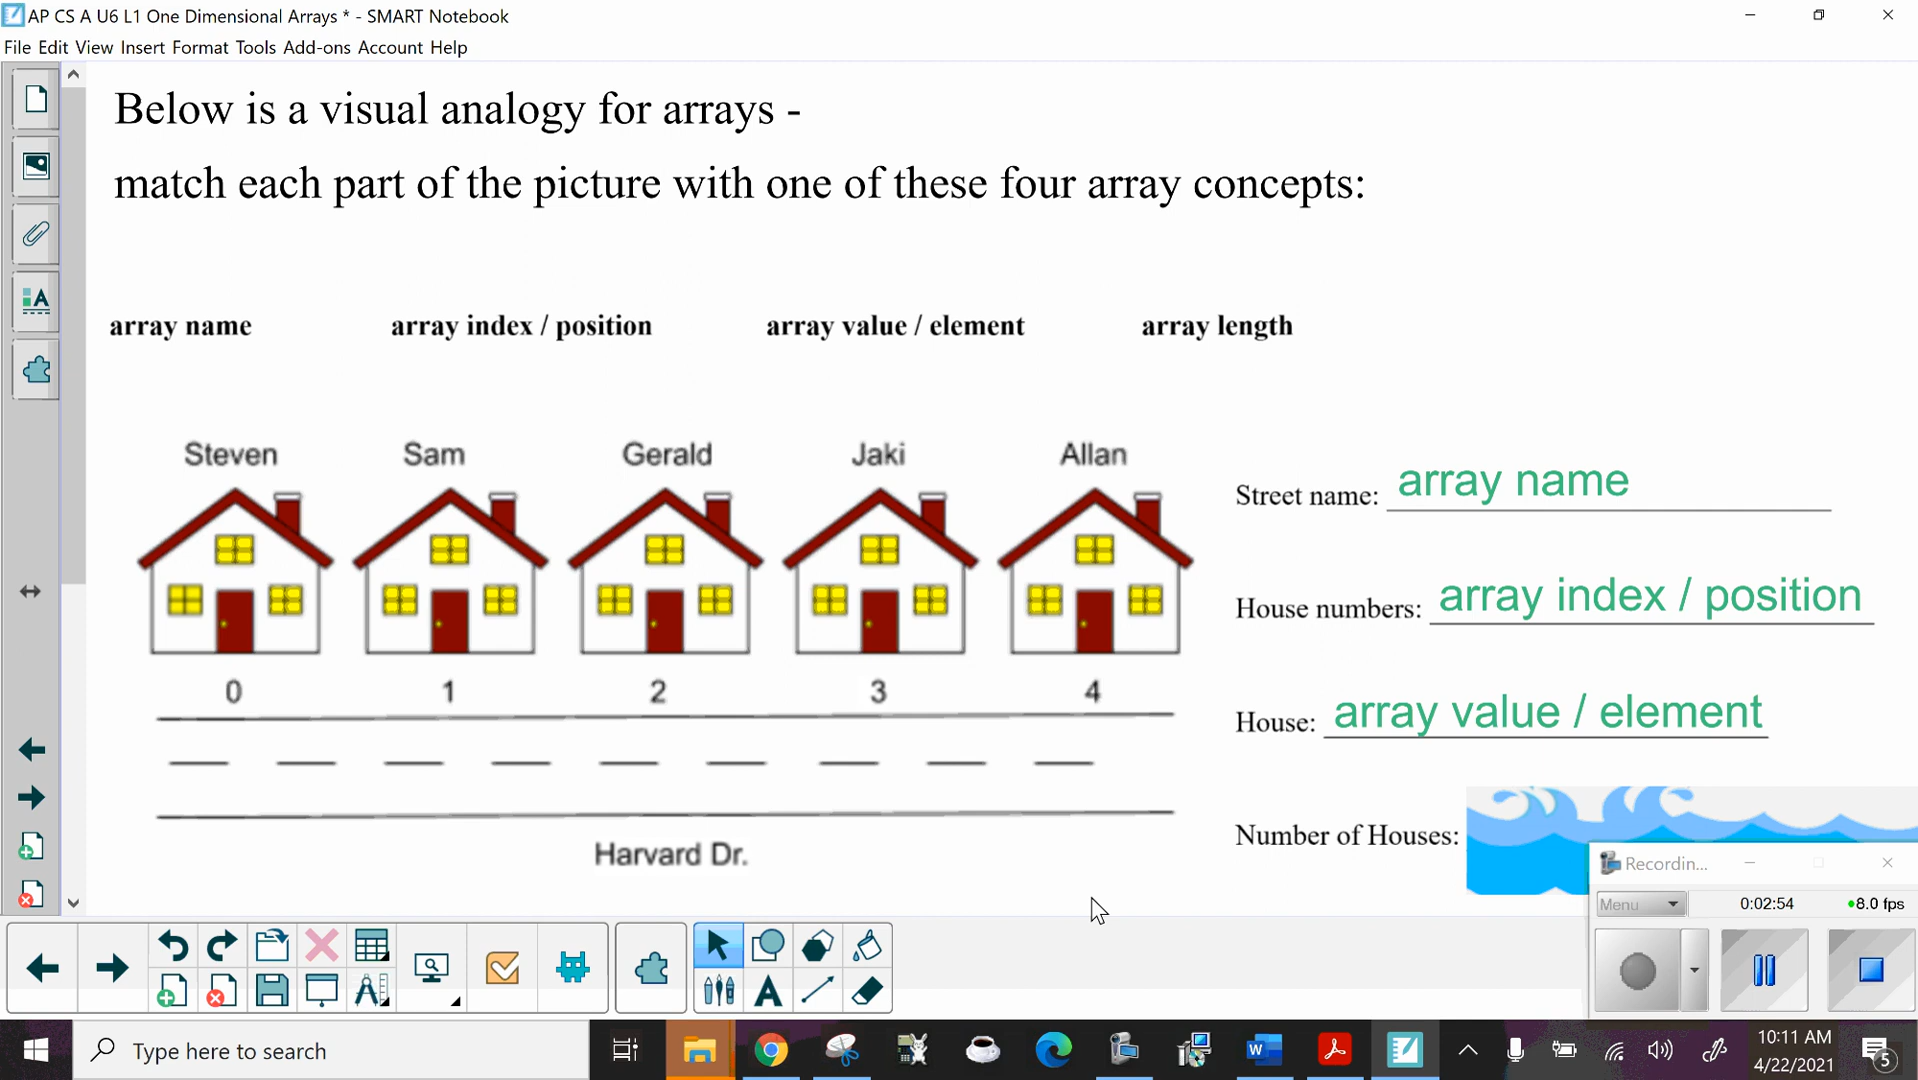 AP CS A U6 L1 One Dimensional Arrays * - SMART Notebook
File Edit View Insert Format Tools Add-ons Account Help
Below is a visual analogy for arrays -
match each part of the picture with one of these four array concepts:
array name array index / position array value / element array length
Steven Sam Gerald Jaki Allan
Street name: array name
House numbers: array index / position
0 1 2 3 4
House: array value / element
Number of Houses:
Harvard Dr.
Recordin...
Menu 0:02:54 8.0 fps
Type here to search
10:11 AM
4/22/2021
5